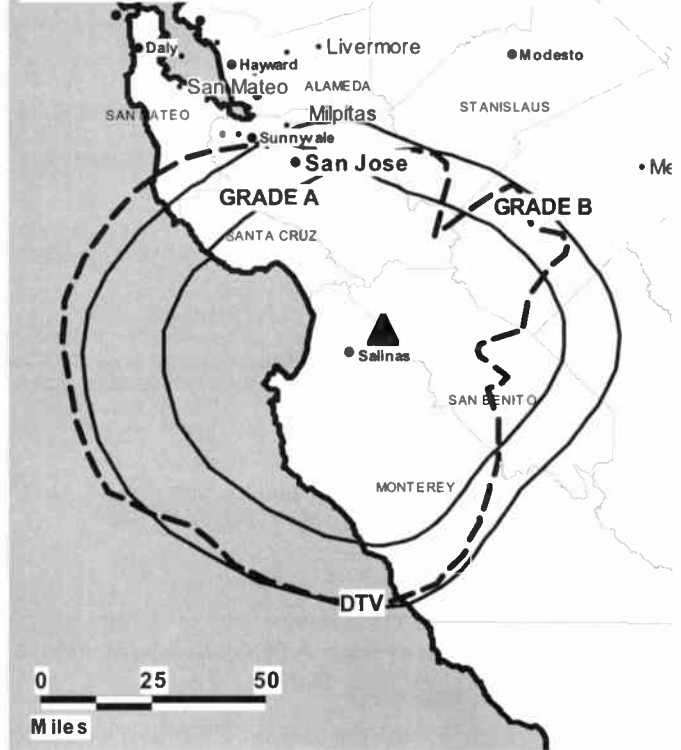 Livermore
Daly
Modesto
Hayward
San Mateo
ALAMEDA
STANISLAUS
SAN MATEO
Milpitas
Sunnyvale
San Jose
Me
GRADE A
GRADE B
SANTA CRUZ
Salinas
SAN BENITO
MONTEREY
DTV
0 25 50
Miles